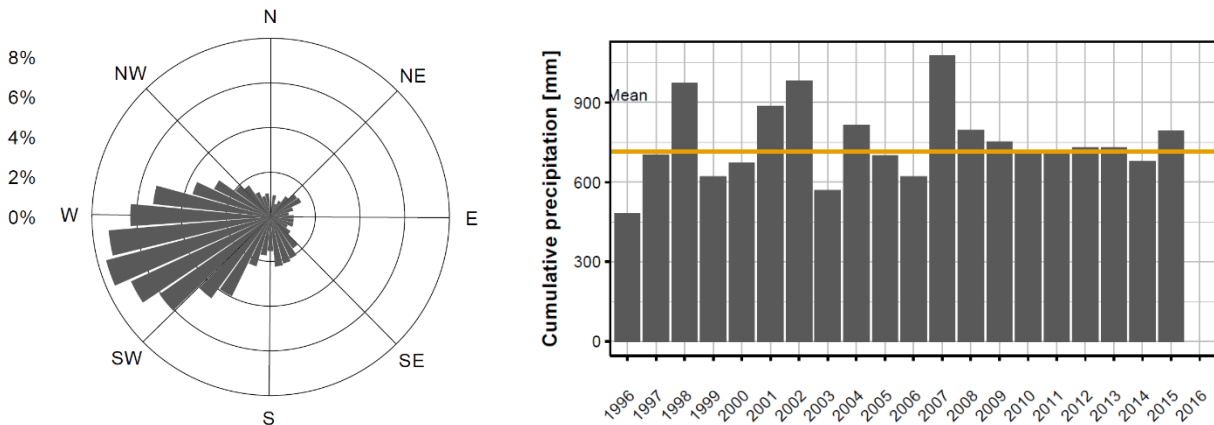 N
8%
NW
NE
6%
4%
2%
W
0%
E
SW
SE
S
Cumulative precipitation [mm]
900
Mean
600
300
0
1996 1997 1998 1999 2000 2001 2002 2003 2004 2005 2006 2007 2008 2009 2010 2011 2012 2013 2014 2015 2016